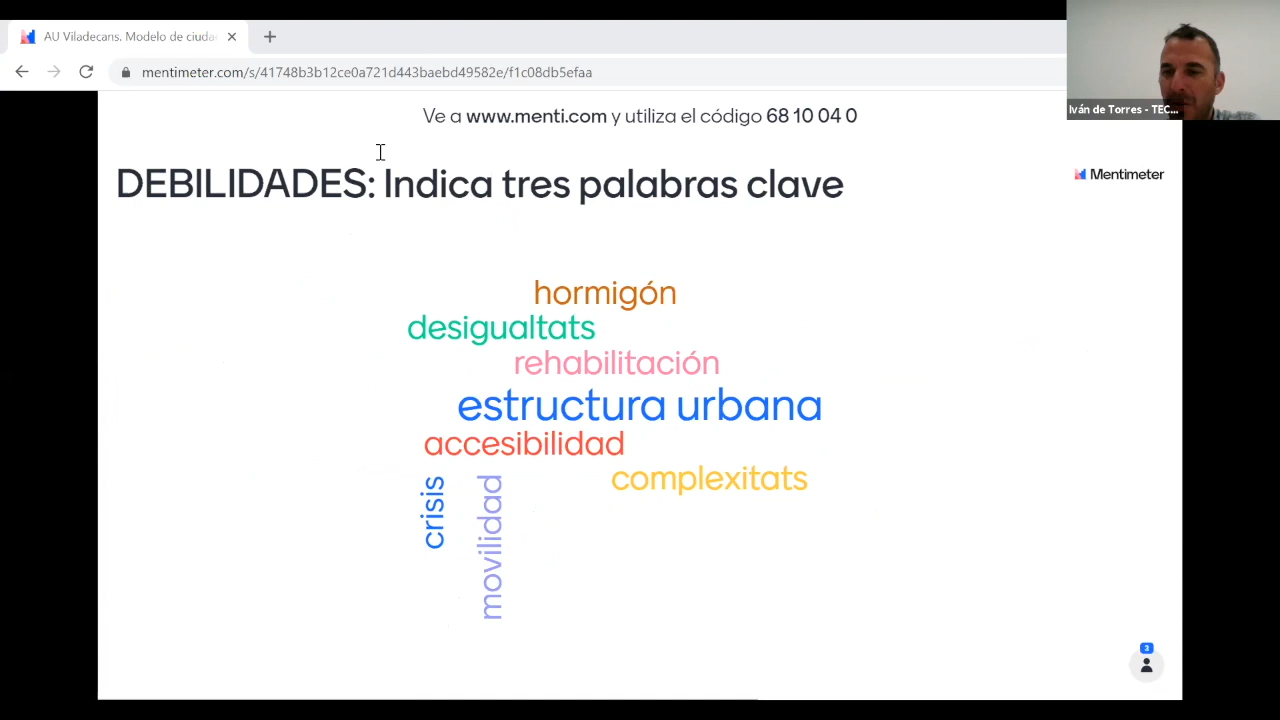 AU Viladecans. Modelo de ciuda
mentimeter.com/s/41748b3b12ce0a721d443baebd49582e/f1c08db5efaa
Iván de Torres - TEC...
Ve a www.menti.com y utiliza el código 68 10 04 0
DEBILIDADES: Indica tres palabras clave
Mentimeter
hormigón
desigualtats
rehabilitación
estructura urbana
accesibilidad
complexitats
crisis
movilidad
3